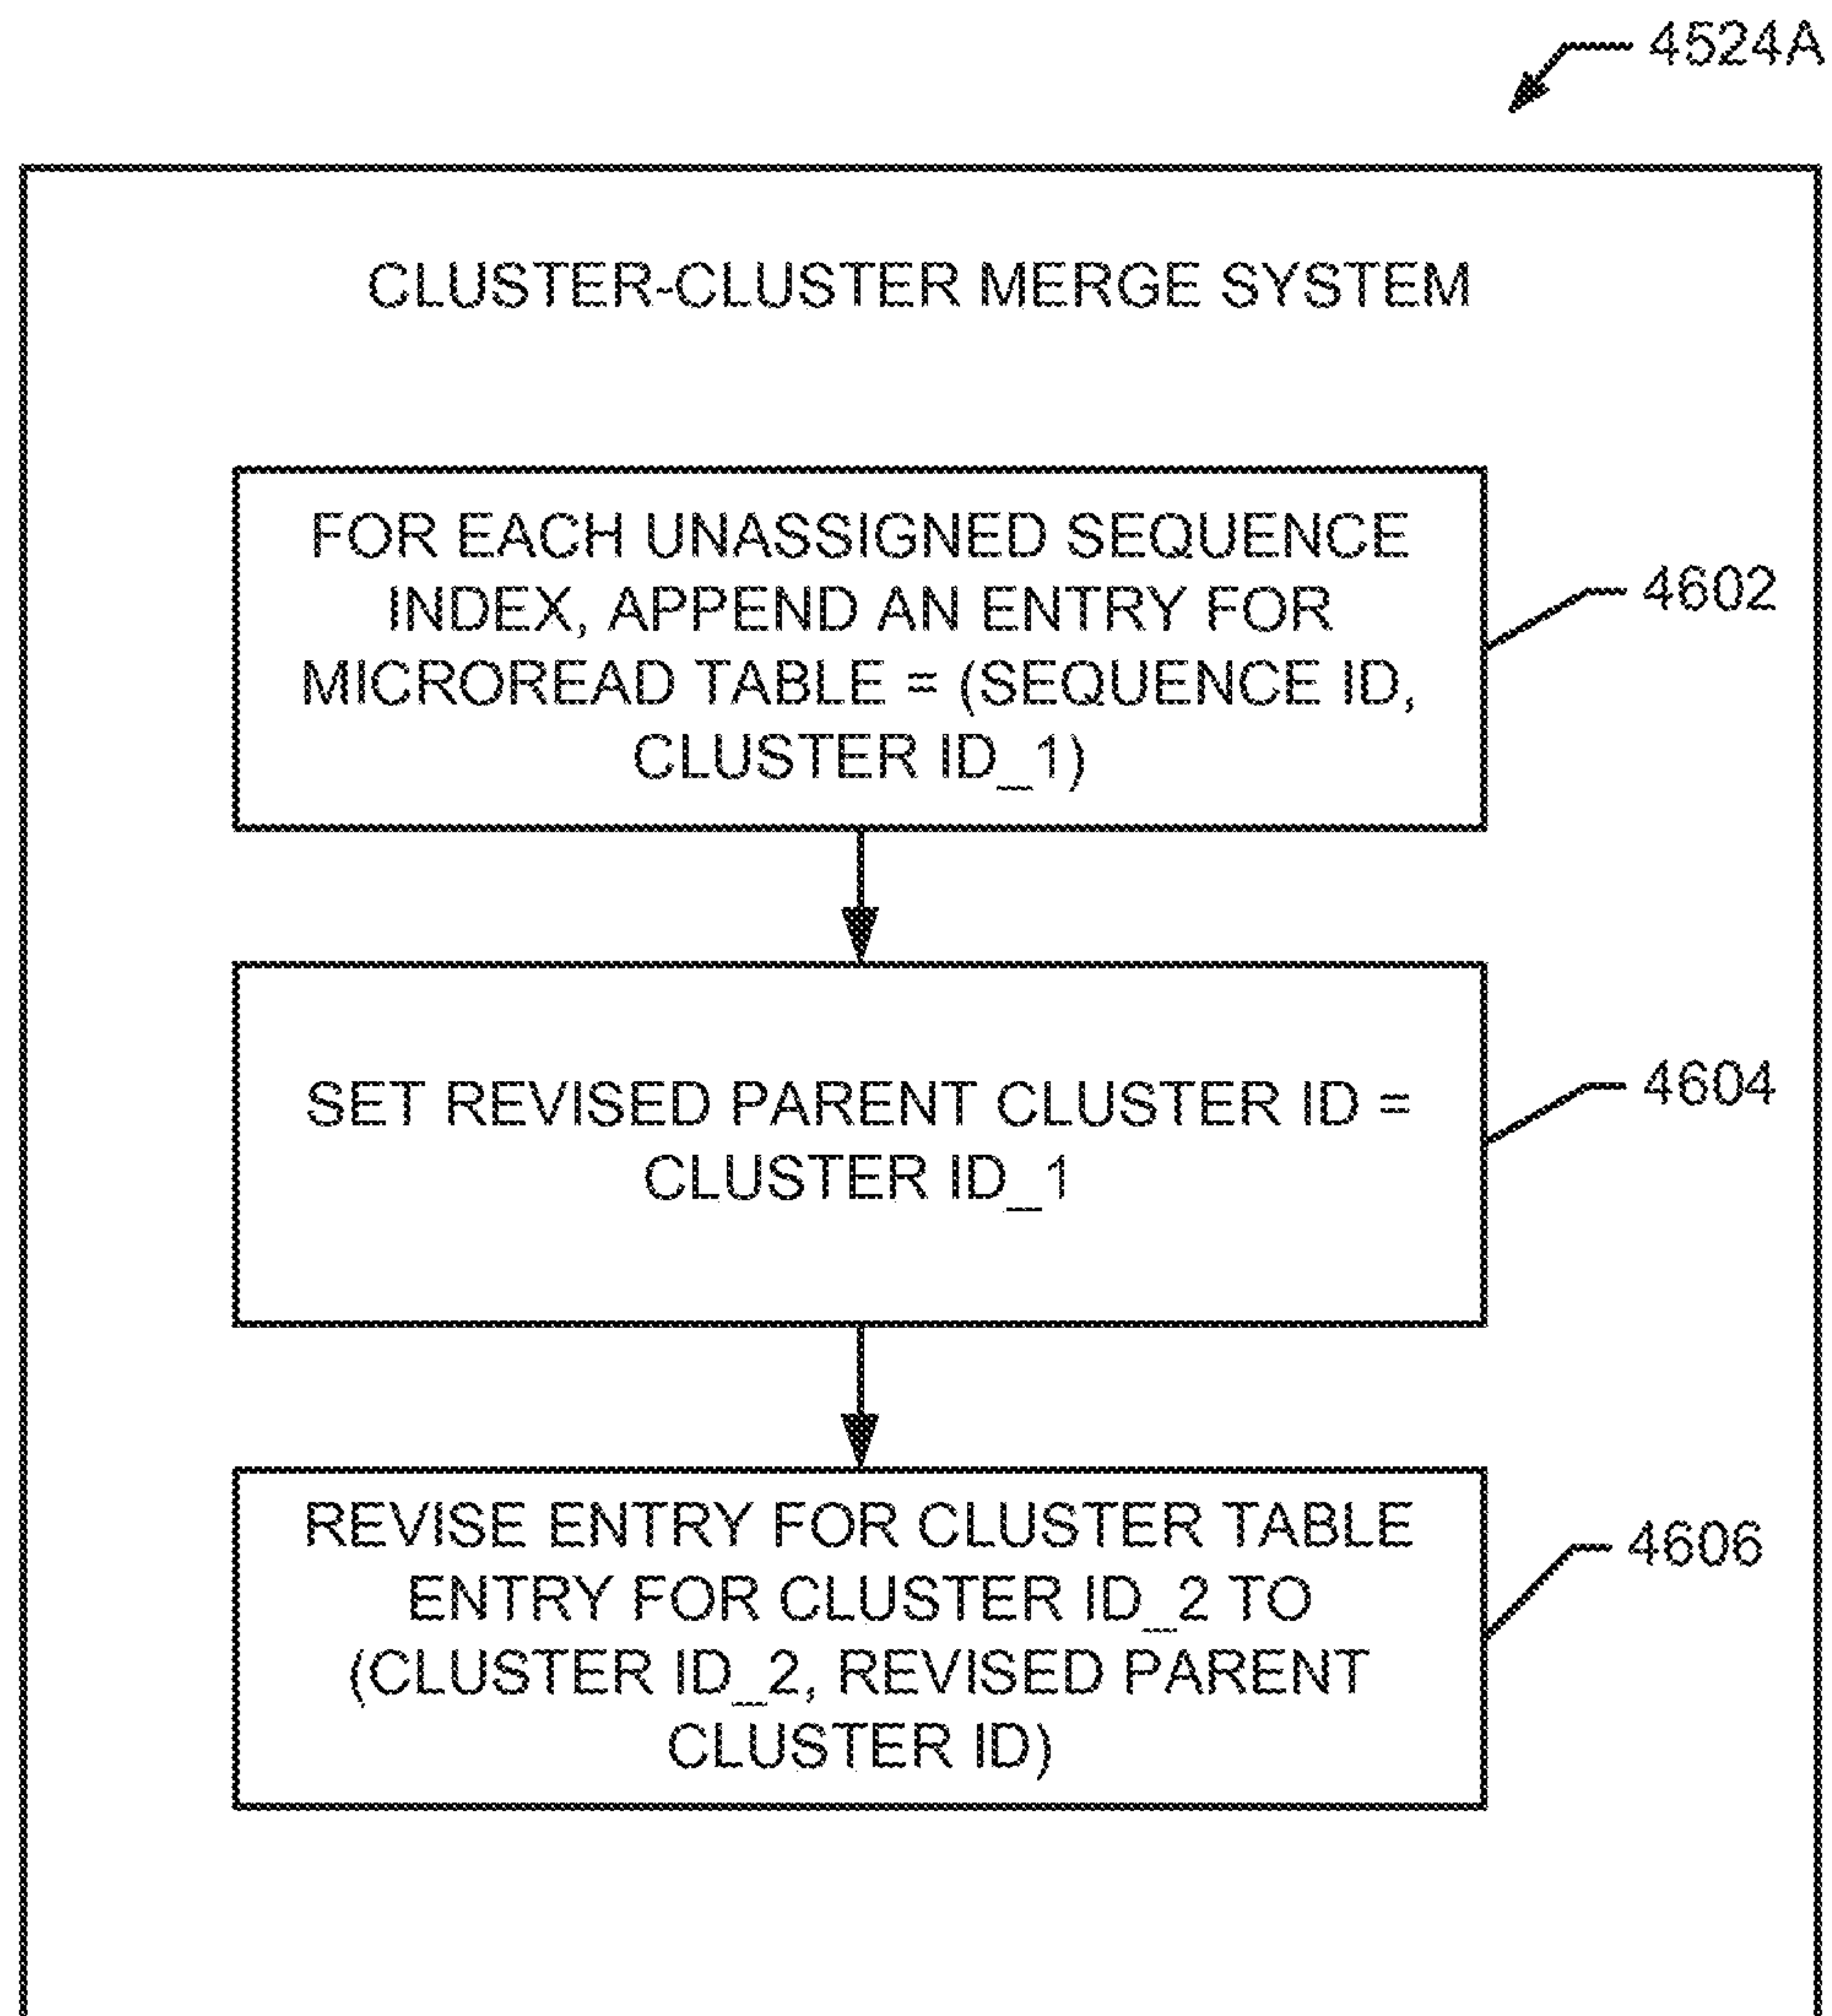 4524A
CLUSTER-CLUSTER MERGE SYSTEM
FOR EACH UNASSIGNED SEQUENCE
INDEX, APPEND AN ENTRY FOR
MICROREAD TABLE = (SEQUENCE ID,
CLUSTER ID_1)
4602
SET REVISED PARENT CLUSTER ID =
CLUSTER ID_1
4604
REVISE ENTRY FOR CLUSTER TABLE
ENTRY FOR CLUSTER ID_2 TO
(CLUSTER ID_2, REVISED PARENT
CLUSTER ID)
4606